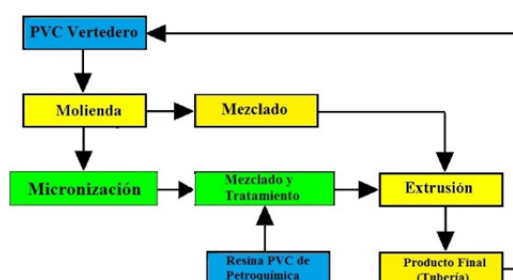 PVC Vertedero
Molienda
Mezclado
Micronización
Mezclado y
Tratamiento
Extrusión
Resina PVC de
Petroquímica
Producto Final
(Tubería)